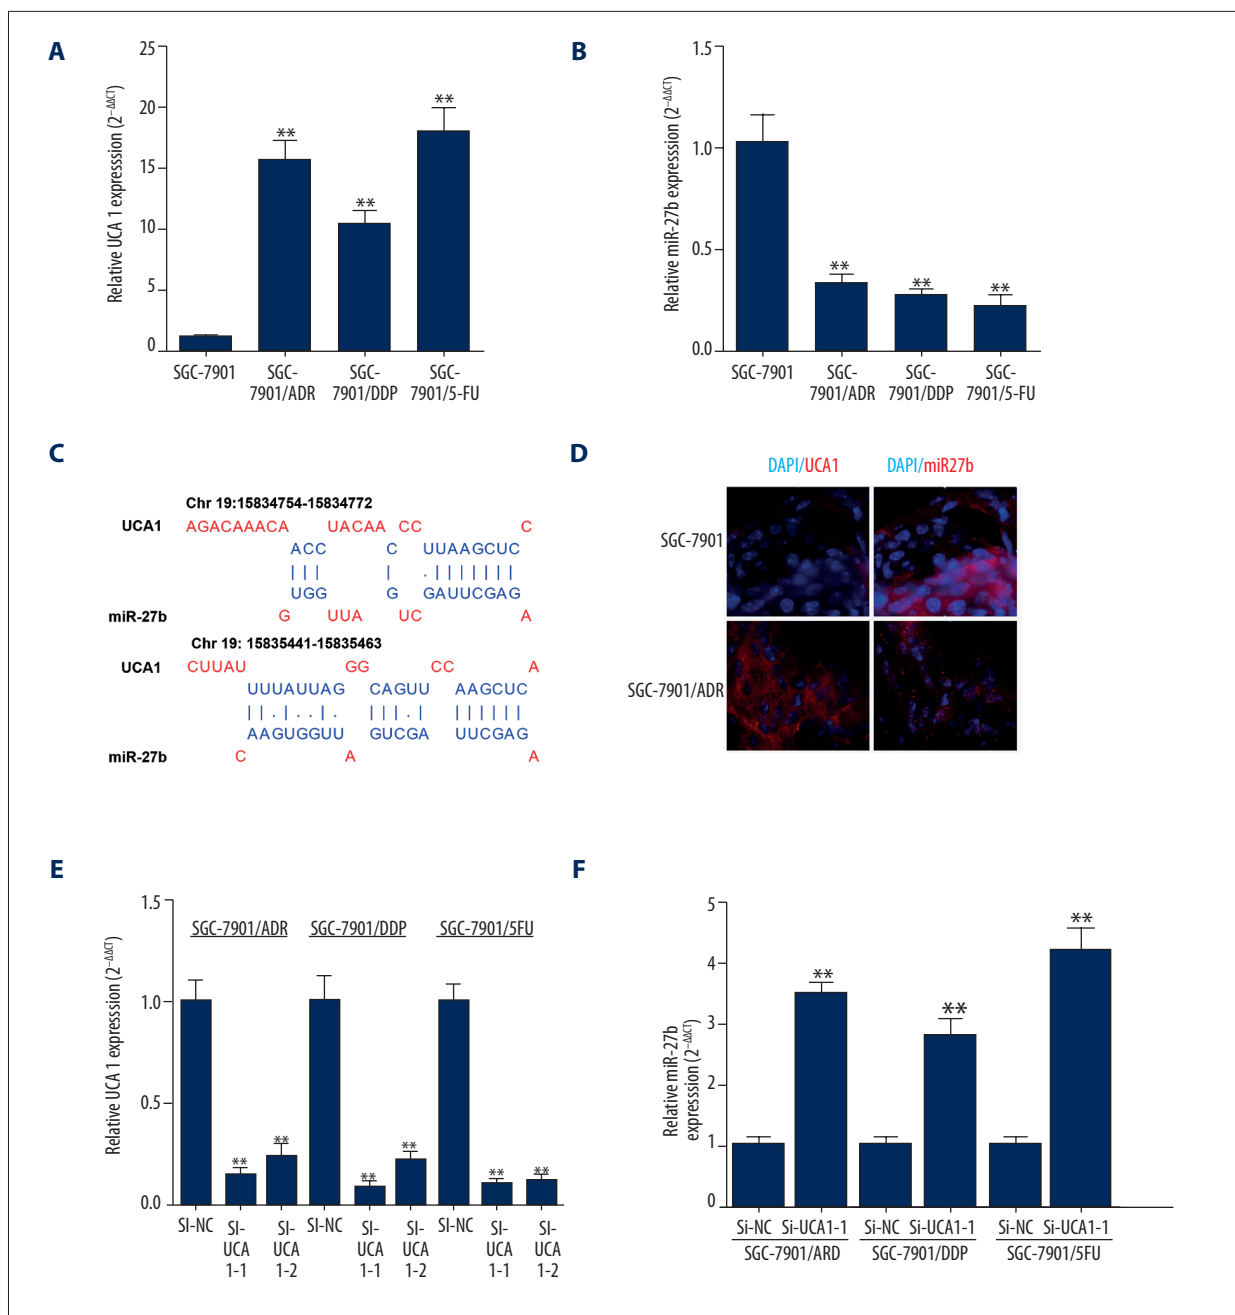 A
Relative UCA 1 expresssion (2−ΔΔCT)
25
20
15
10
5
0
**
**
**
SGC-7901
SGC-
7901/ADR
SGC-
7901/DDP
SGC-
7901/5-FU
B
Relative miR-27b expresssion (2−ΔΔCT)
1.5
1.0
0.5
0.0
**
**
**
SGC-7901
SGC-
7901/ADR
SGC-
7901/DDP
SGC-
7901/5-FU
C
Chr 19:15834754-15834772
UCA1 AGACAAACA UACAA CC C
ACC C UUAAGCUC
||| | .|||||||
UGG G GAUUCGAG
miR-27b G UUA UC A
Chr 19: 15835441-15835463
UCA1 CUUAU GG CC A
UUUAUUAG CAGUU AAGCUC
||.|..|. |||.| ||||||
AAGUGGUU GUCGA UUCGAG
miR-27b C A A
D
DAPI/UCA1 DAPI/miR27b
SGC-7901
SGC-7901/ADR
E
Relative UCA 1 expresssion (2−ΔΔCT)
1.5
1.0
0.5
0.0
SGC-7901/ADR SGC-7901/DDP SGC-7901/5FU
**
**
**
**
**
**
SI-NC
SI-
UCA
1-1
SI-
UCA
1-2
SI-NC
SI-
UCA
1-1
SI-
UCA
1-2
SI-NC
SI-
UCA
1-1
SI-
UCA
1-2
F
Relative miR-27b
expresssion (2−ΔΔCT)
5
4
3
2
1
0
**
**
**
Si-NC Si-UCA1-1 Si-NC Si-UCA1-1 Si-NC Si-UCA1-1
SGC-7901/ARD SGC-7901/DDP SGC-7901/5FU